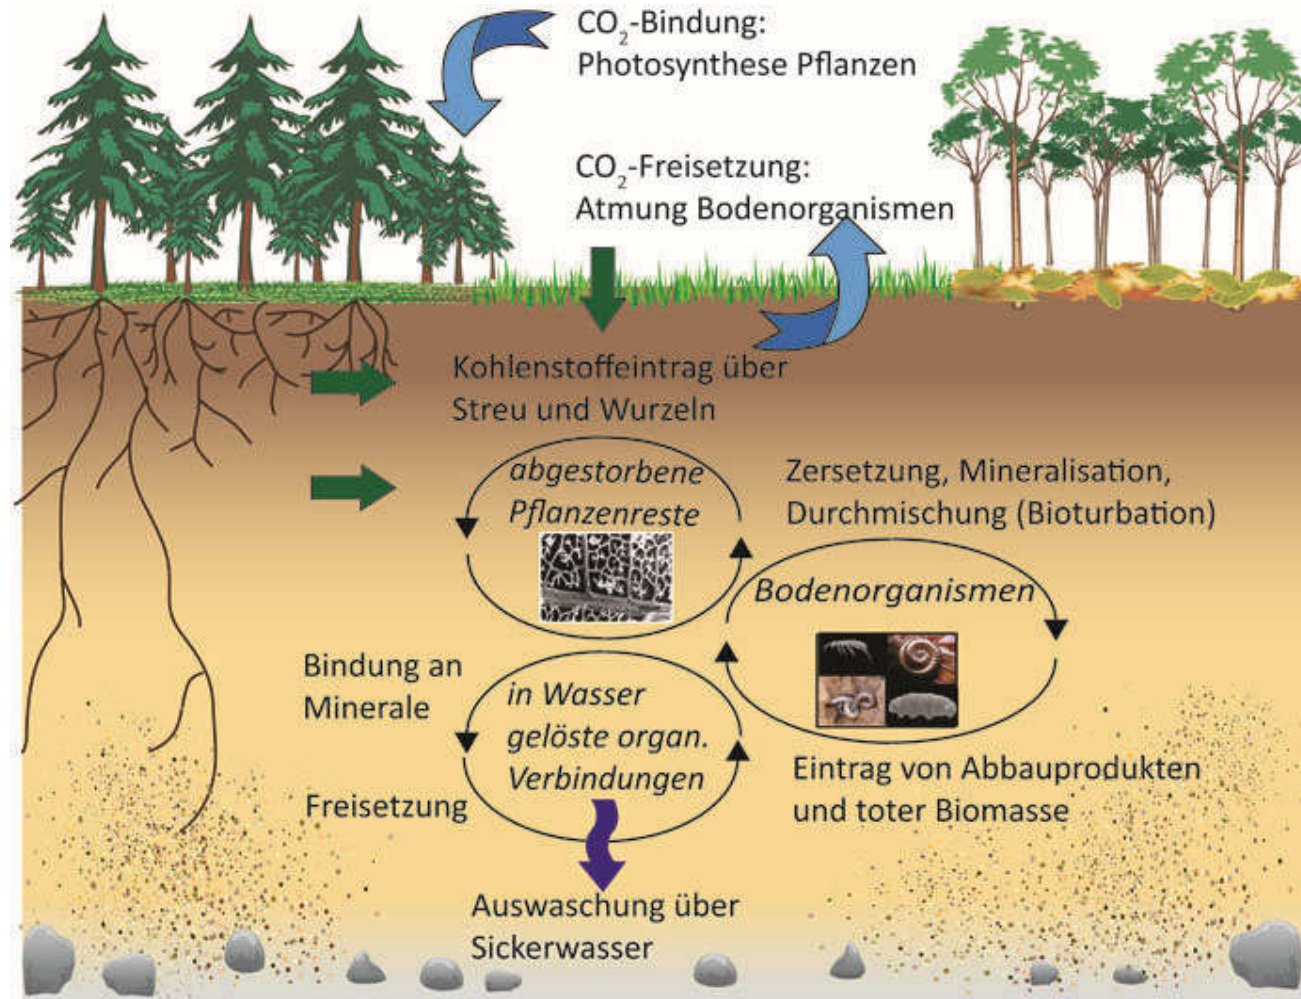 CO₂-Bindung:
Photosynthese Pflanzen
CO₂-Freisetzung:
Atmung Bodenorganismen
Kohlenstoffeintrag über
Streu und Wurzeln
abgestorbene
Pflanzenreste
Zersetzung, Mineralisation,
Durchmischung (Bioturbation)
Bodenorganismen
Bindung an
Minerale
in Wasser
gelöste organ.
Verbindungen
Freisetzung
Eintrag von Abbauprodukten
und toter Biomasse
Auswaschung über
Sickerwasser